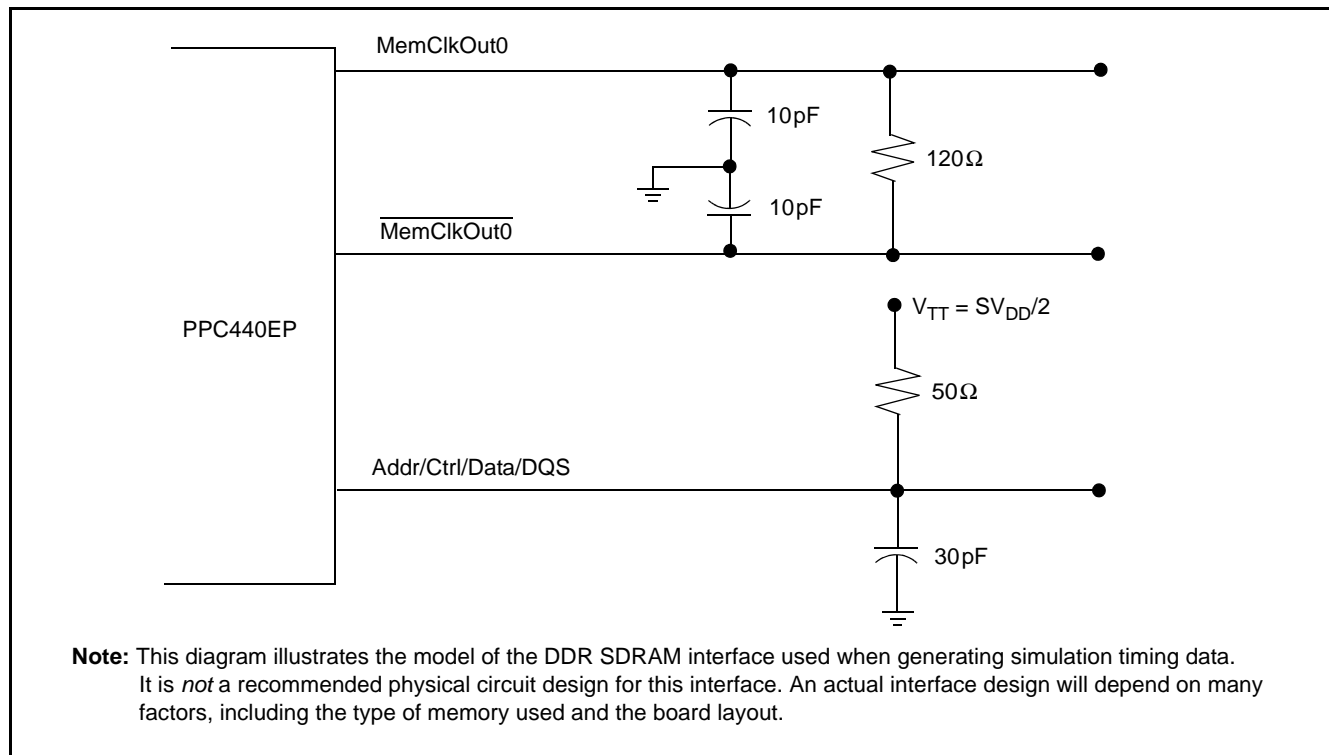 MemClkOut0
10pF
120Ω
10pF
MemClkOut0
V_TT = SV_DD/2
PPC440EP
50Ω
Addr/Ctrl/Data/DQS
30pF
Note: This diagram illustrates the model of the DDR SDRAM interface used when generating simulation timing data.
It is not a recommended physical circuit design for this interface. An actual interface design will depend on many
factors, including the type of memory used and the board layout.